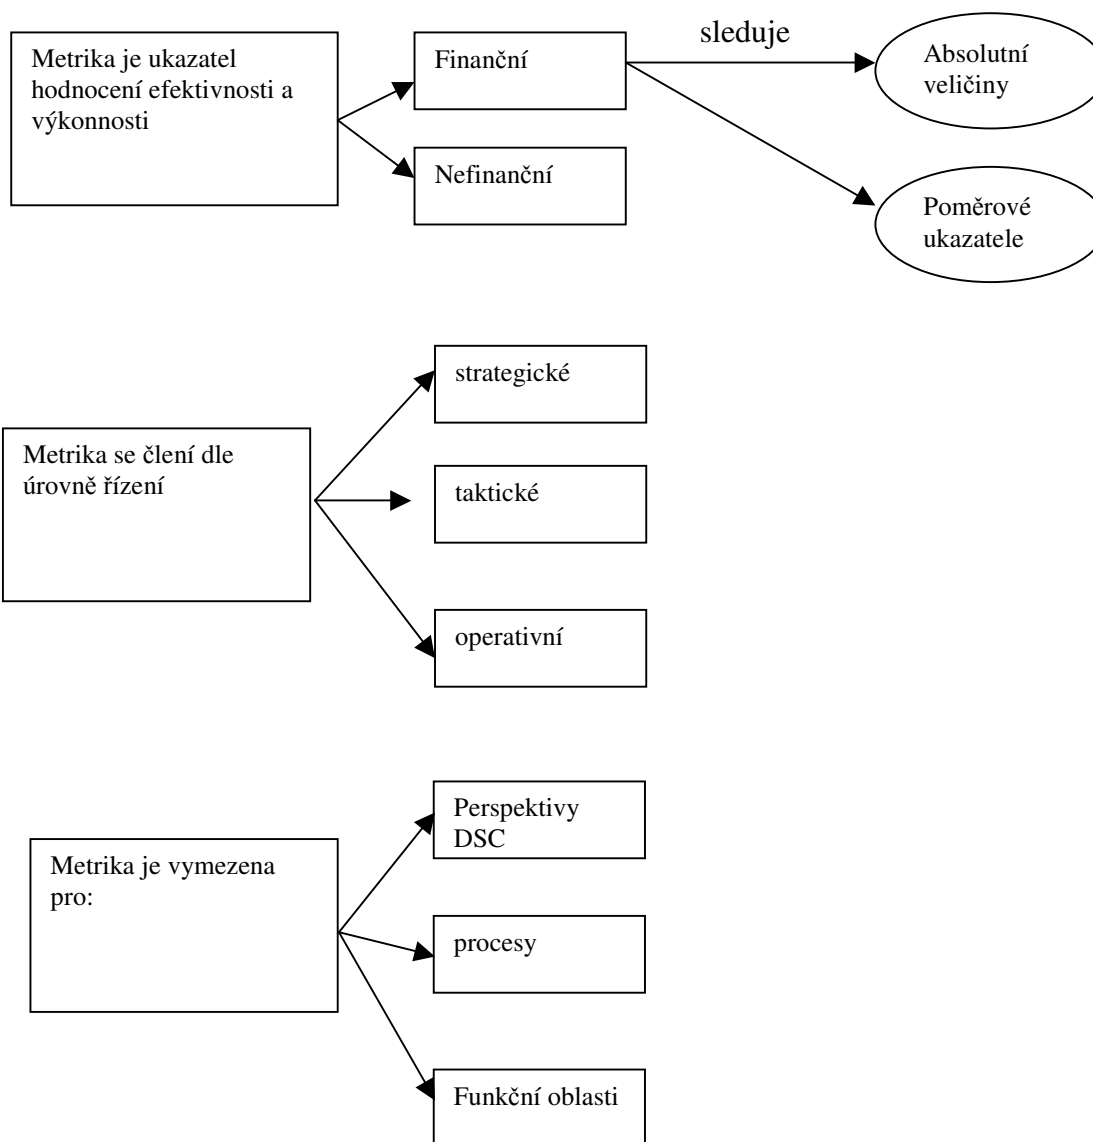 Metrika je ukazatel
hodnocení efektivnosti a
výkonnosti
Finanční
sleduje
Absolutní
veličiny
Nefinanční
Poměrové
ukazatele
strategické
Metrika se člení dle
úrovně řízení
taktické
operativní
Perspektivy
DSC
Metrika je vymezena
pro:
procesy
Funkční oblasti